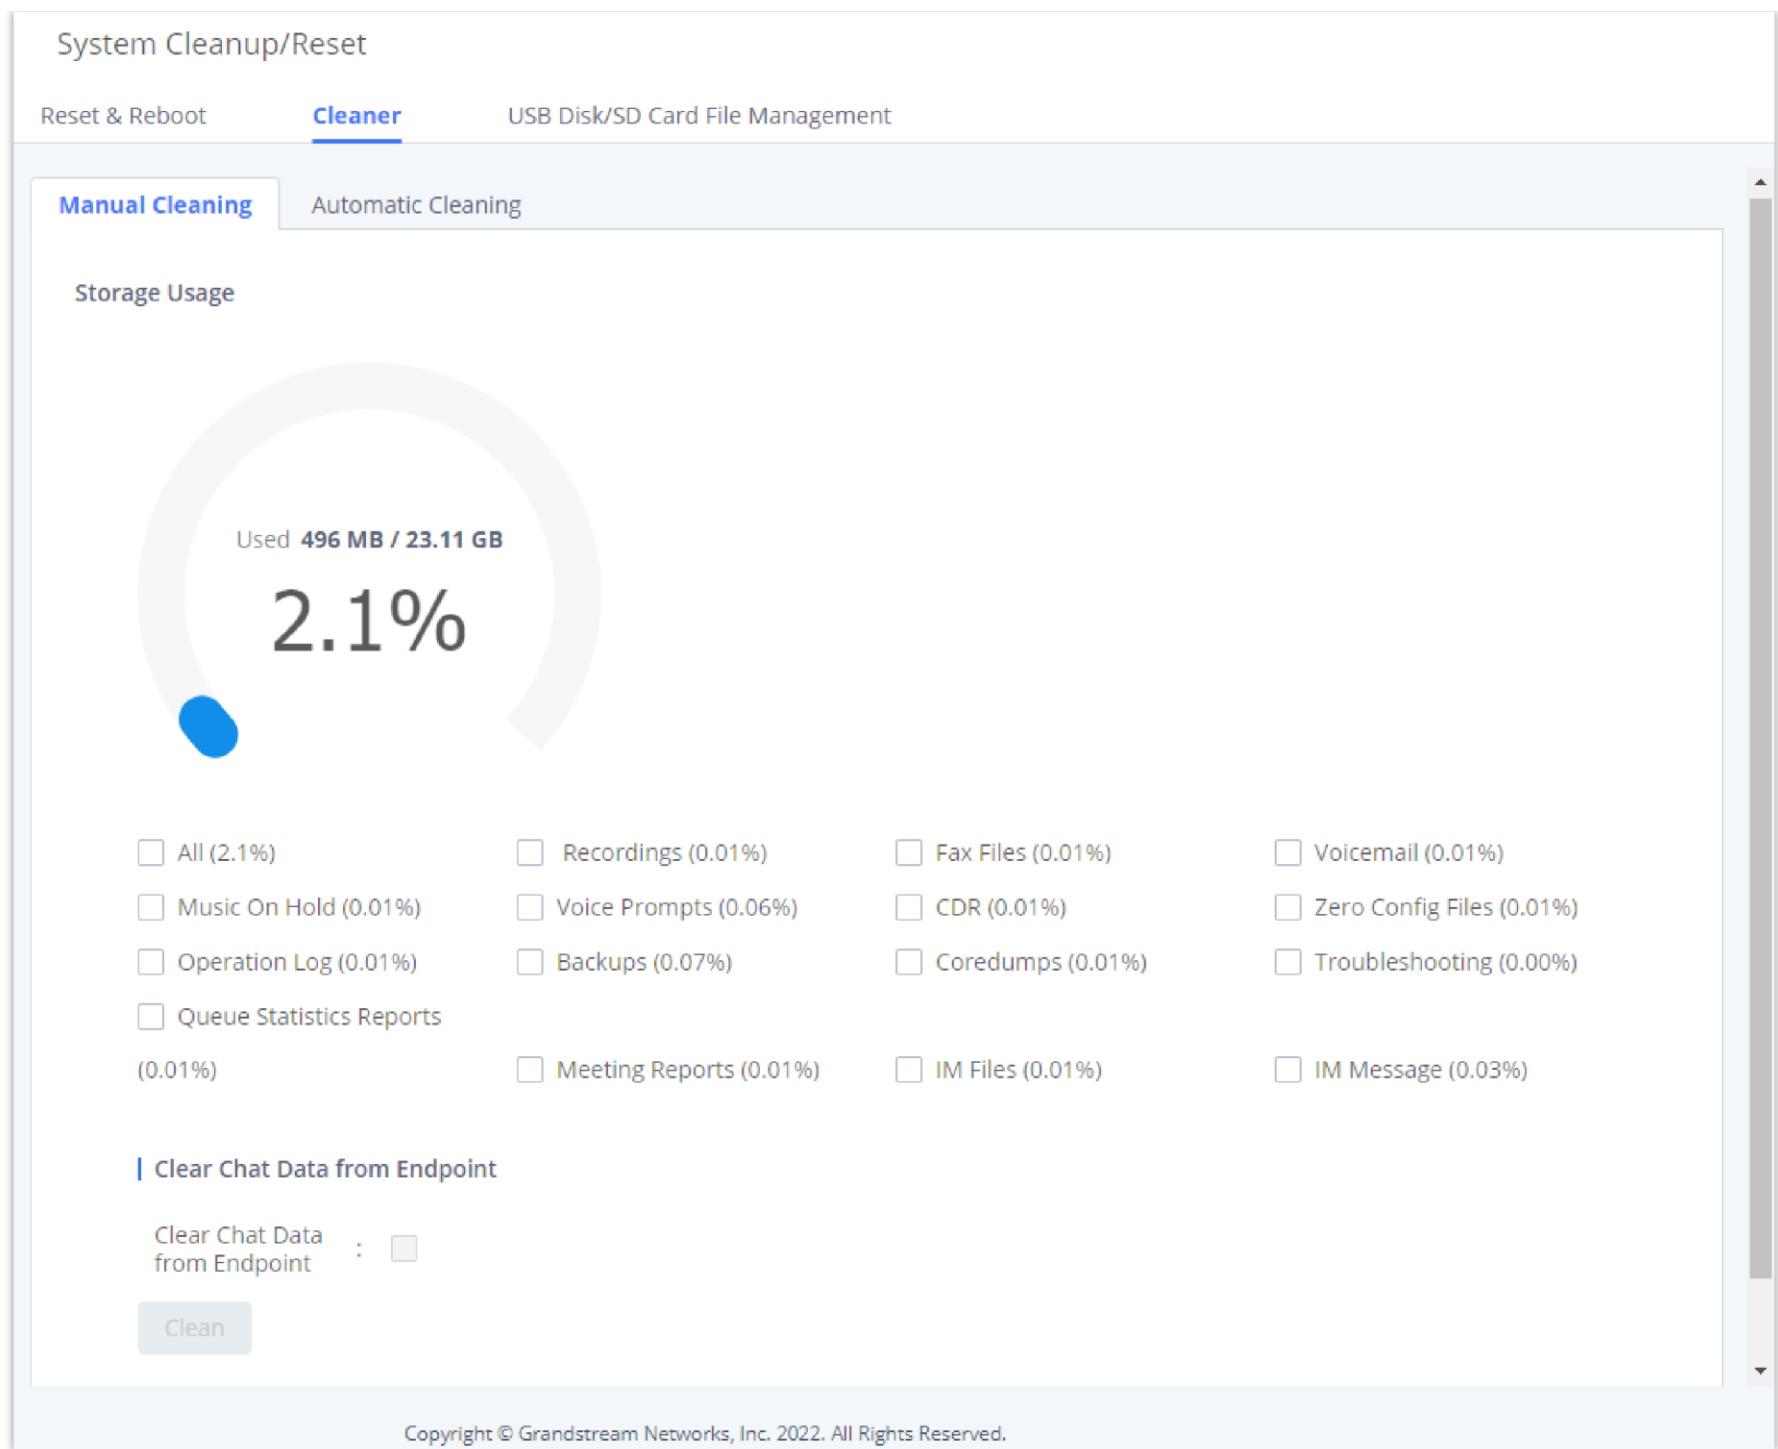 System Cleanup/Reset
Reset & Reboot Cleaner USB Disk/SD Card File Management
Manual Cleaning Automatic Cleaning
Storage Usage
Used 496 MB / 23.11 GB
2.1%
All (2.1%) Recordings (0.01%) Fax Files (0.01%) Voicemail (0.01%)
Music On Hold (0.01%) Voice Prompts (0.06%) CDR (0.01%) Zero Config Files (0.01%)
Operation Log (0.01%) Backups (0.07%) Coredumps (0.01%) Troubleshooting (0.00%)
Queue Statistics Reports
(0.01%) Meeting Reports (0.01%) IM Files (0.01%) IM Message (0.03%)
Clear Chat Data from Endpoint
Clear Chat Data
from Endpoint :
Clean
Copyright © Grandstream Networks, Inc. 2022. All Rights Reserved.